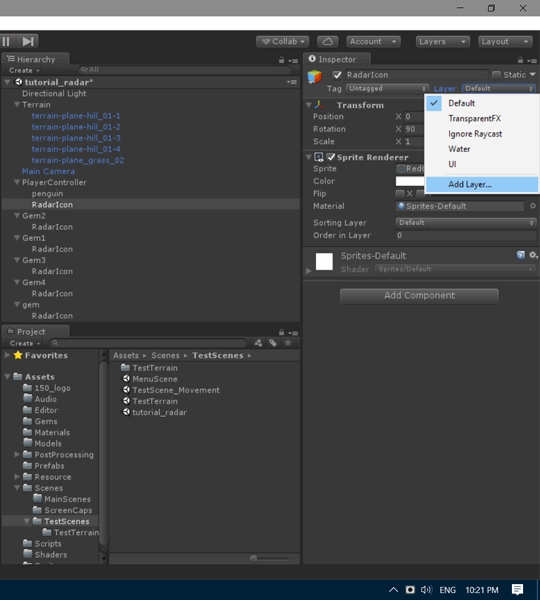 Collab
Account
Layers
Layout
Hierarchy
Create
All
tutorial_radar*
Directional Light
Terrain
terrain-plane-hill_01-1
terrain-plane-hill_01-2
terrain-plane-hill_01-3
terrain-plane-hill_01-4
terrain-plane_grass_02
Main Camera
PlayerController
penguin
RadarIcon
Gem2
RadarIcon
Gem1
RadarIcon
Gem3
RadarIcon
Gem4
RadarIcon
gem
RadarIcon
Inspector
RadarIcon Static
Tag Untagged Layer Default
Default
TransparentFX
Ignore Raycast
Water
UI
Add Layer...
Transform
Position X 0
Rotation X 90
Scale X 1
Sprite Renderer
Sprite
Color
Flip X
Material Sprites-Default
Sorting Layer Default
Order in Layer 0
Sprites-Default
Shader Sprites/Default
Add Component
Project
Create
Favorites
Assets
150_logo
Audio
Editor
Gems
Materials
Models
PostProcessing
Prefabs
Resource
Scenes
MainScenes
ScreenCaps
TestScenes
TestTerrain
Scripts
Shaders
Assets Scenes TestScenes
TestTerrain
MenuScene
TestScene_Movement
TestTerrain
tutorial_radar
ENG 10:21 PM